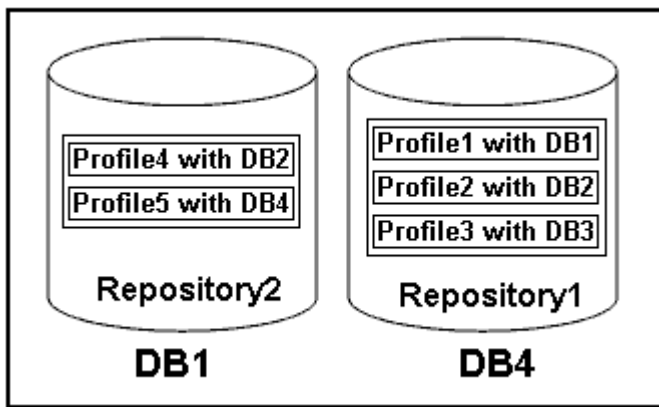 Profile4 with DB2
Profile5 with DB4
Repository2
DB1
Profile1 with DB1
Profile2 with DB2
Profile3 with DB3
Repository1
DB4